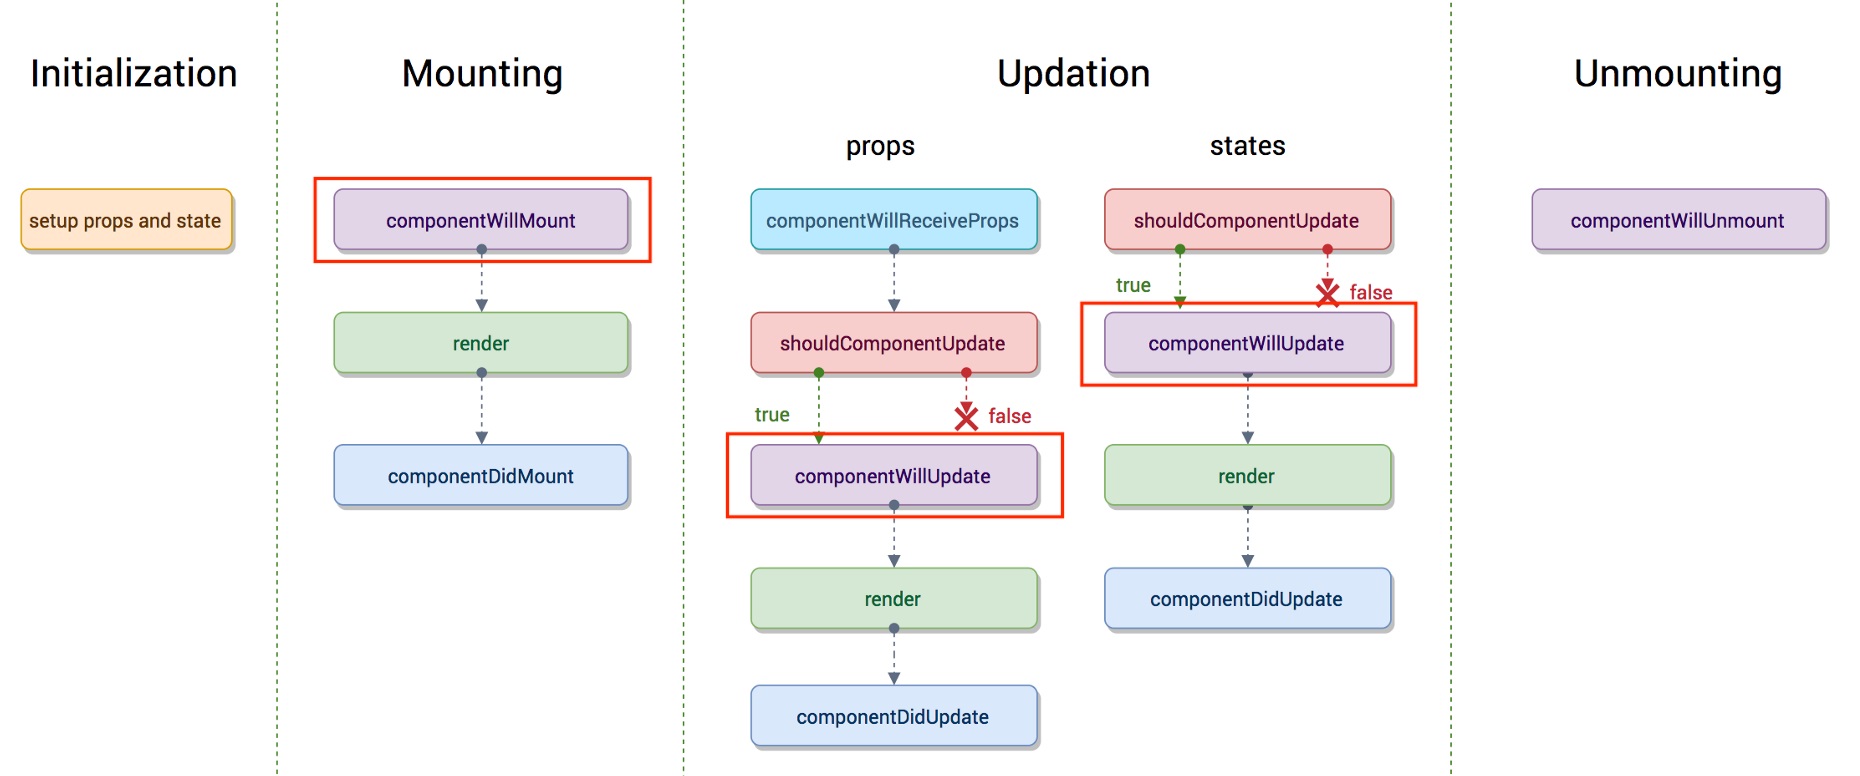 Initialization
setup props and state
Mounting
componentWillMount
render
componentDidMount
Updation
props
componentWillReceiveProps
shouldComponentUpdate
true
false
componentWillUpdate
render
componentDidUpdate
states
shouldComponentUpdate
true
false
componentWillUpdate
render
componentDidUpdate
Unmounting
componentWillUnmount